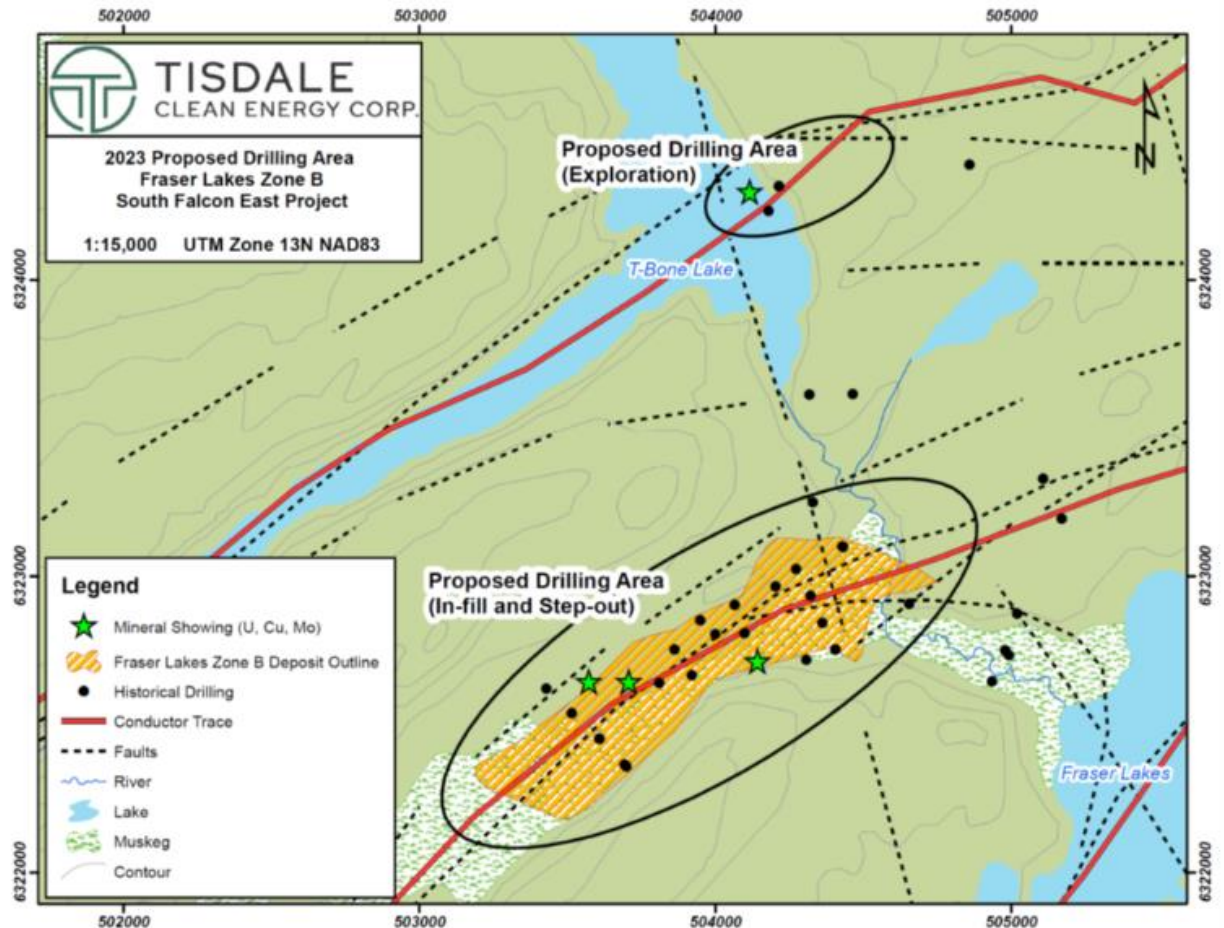 502000
503000
504000
505000
TISDALE
CLEAN ENERGY CORP.
2023 Proposed Drilling Area
Fraser Lakes Zone B
South Falcon East Project
1:15,000 UTM Zone 13N NAD83
Proposed Drilling Area
(Exploration)
N
T-Bone Lake
6324000
6324000
6323000
6323000
Proposed Drilling Area
(In-fill and Step-out)
Fraser Lakes
6322000
6322000
Legend
Mineral Showing (U, Cu, Mo)
Fraser Lakes Zone B Deposit Outline
Historical Drilling
Conductor Trace
Faults
River
Lake
Muskeg
Contour
502000
503000
504000
505000